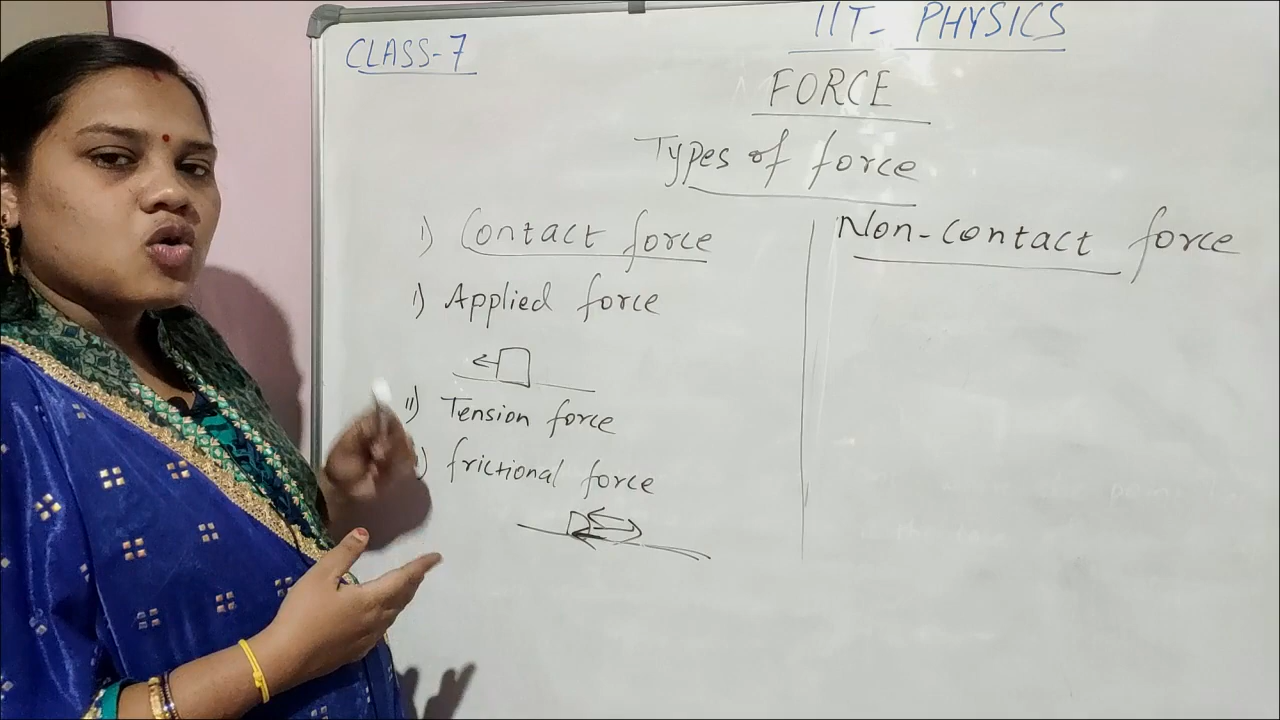 CLASS-7
IIT- PHYSICS
FORCE
Types of force
1) Contact force
i) Applied force
ii) Tension force
) frictional force
Non-contact force